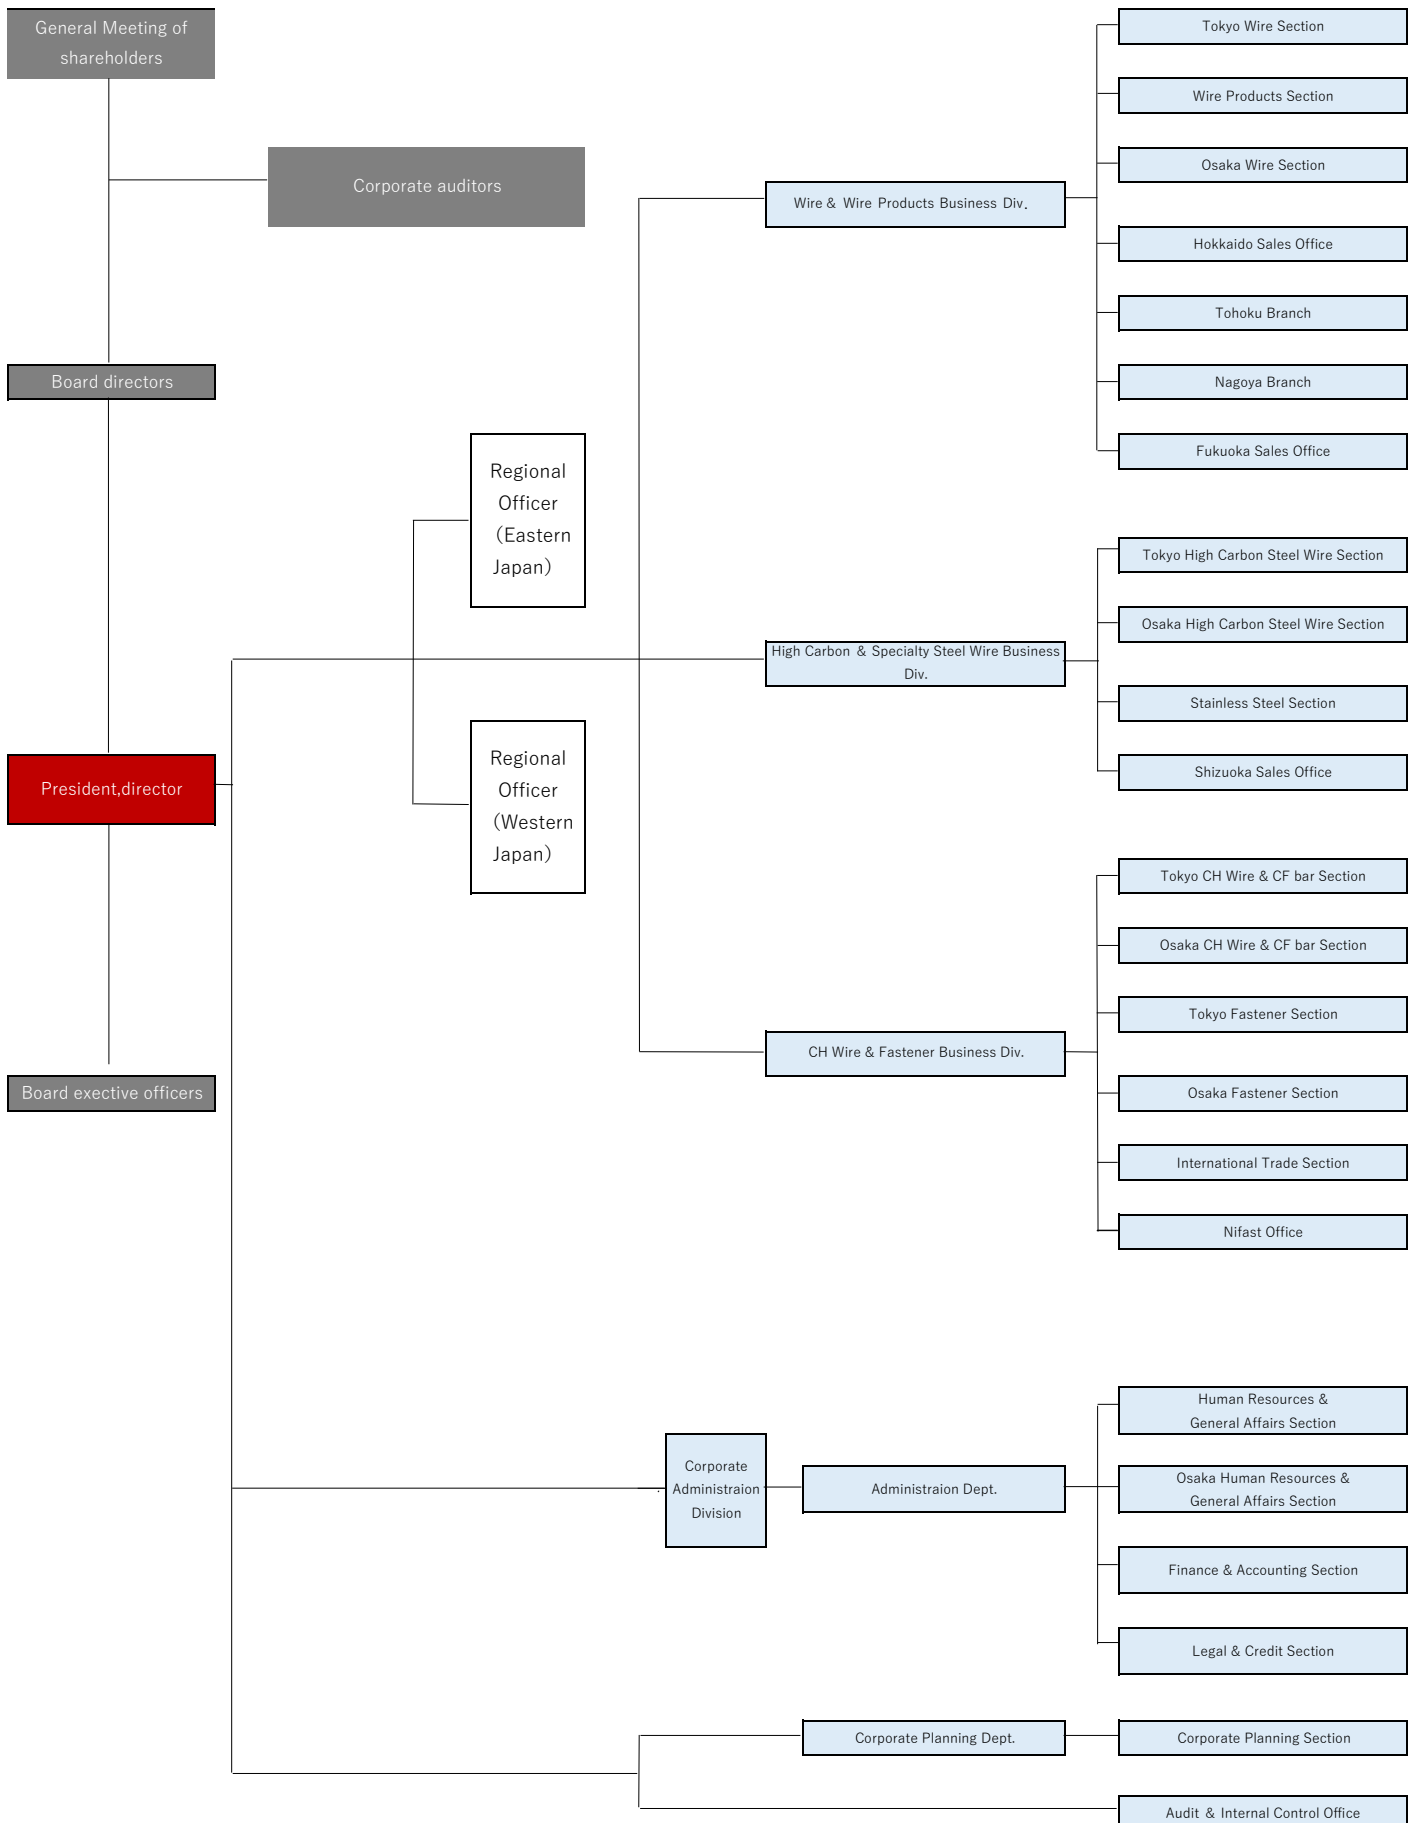 General Meeting of
shareholders
Corporate auditors
Board directors
President,director
Board exective officers
Regional
Officer
（Eastern
Japan）
Regional
Officer
（Western
Japan）
Wire & Wire Products Business Div.
Tokyo Wire Section
Wire Products Section
Osaka Wire Section
Hokkaido Sales Office
Tohoku Branch
Nagoya Branch
Fukuoka Sales Office
High Carbon & Specialty Steel Wire Business
Div.
Tokyo High Carbon Steel Wire Section
Osaka High Carbon Steel Wire Section
Stainless Steel Section
Shizuoka Sales Office
CH Wire & Fastener Business Div.
Tokyo CH Wire & CF bar Section
Osaka CH Wire & CF bar Section
Tokyo Fastener Section
Osaka Fastener Section
International Trade Section
Nifast Office
Corporate
Administraion
Division
Administraion Dept.
Human Resources &
General Affairs Section
Osaka Human Resources &
General Affairs Section
Finance & Accounting Section
Legal & Credit Section
Corporate Planning Dept.
Corporate Planning Section
Audit & Internal Control Office